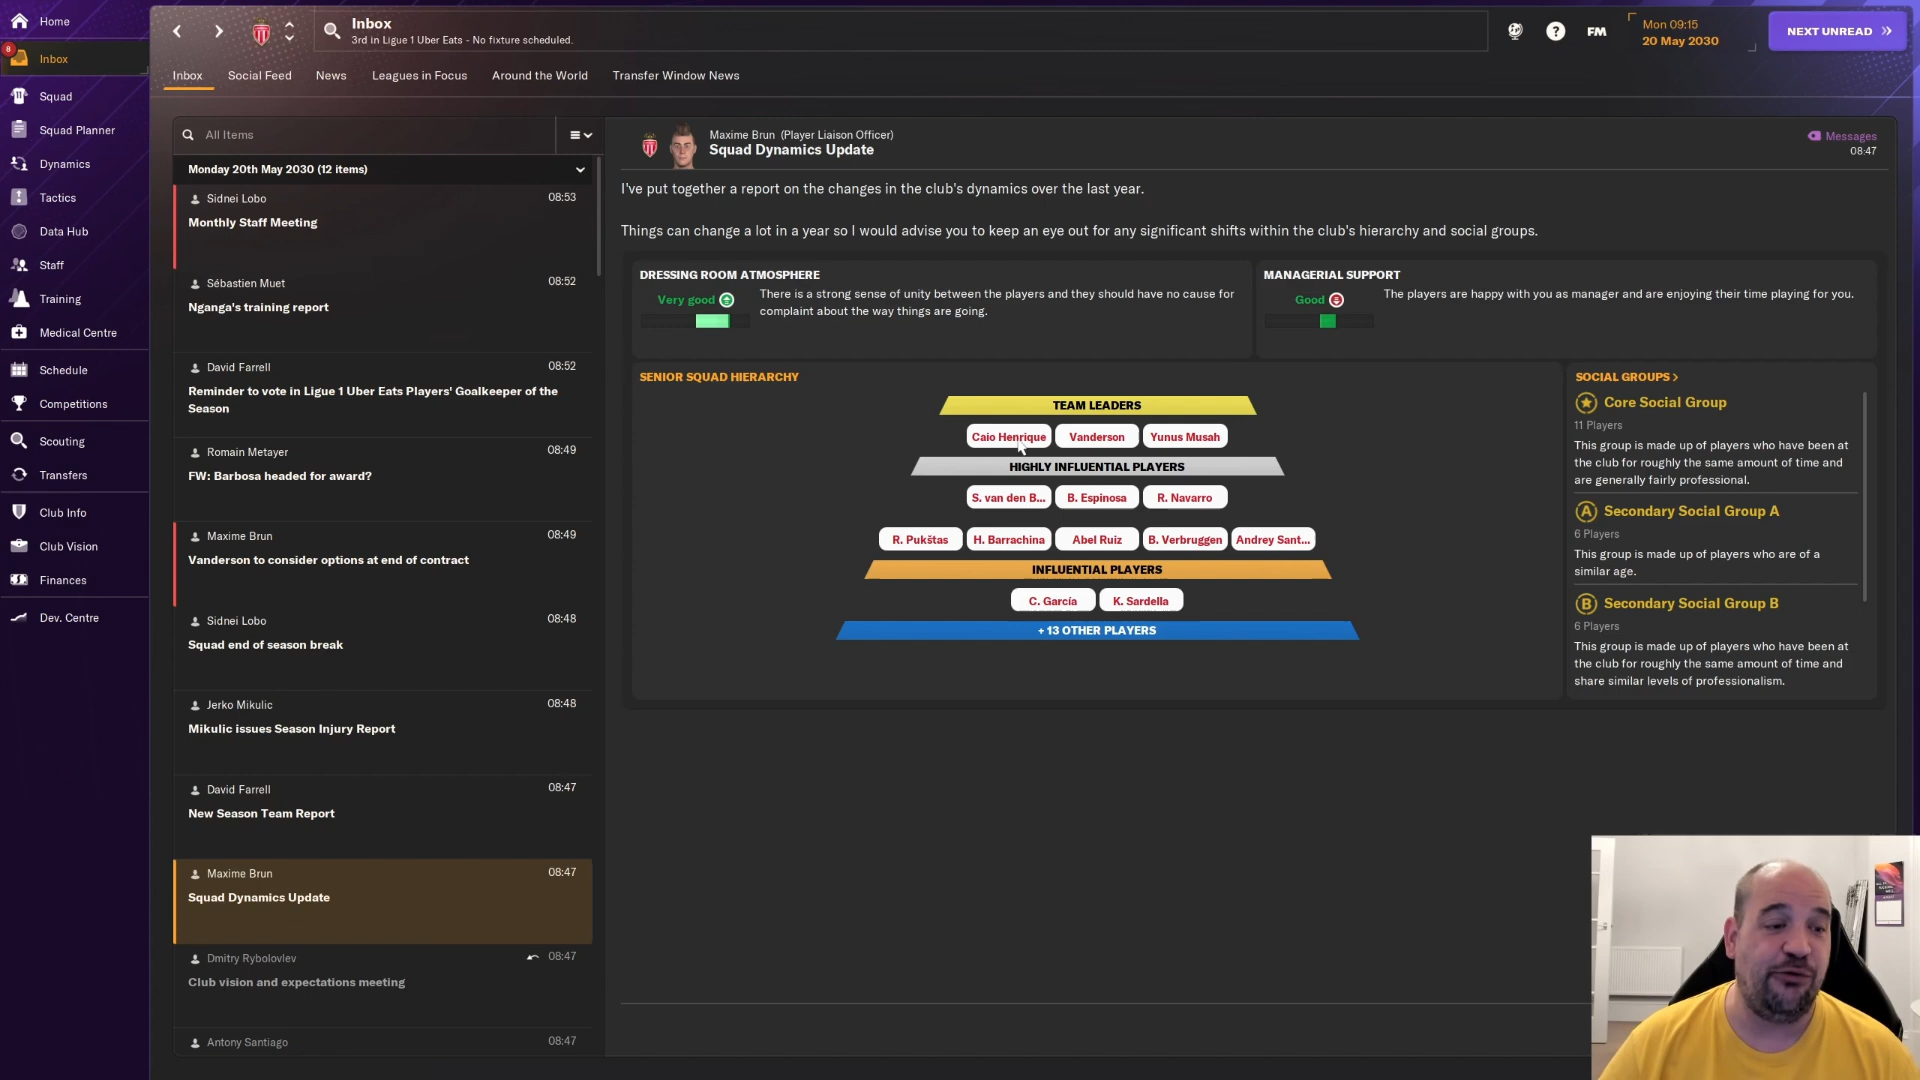 Home
8
Inbox
Squad
Squad Planner
Dynamics
Tactics
Data Hub
Staff
Training
Medical Centre
Schedule
Competitions
Scouting
Transfers
Club Info
Club Vision
Finances
Dev. Centre
Inbox
3rd in Ligue 1 Uber Eats - No fixture scheduled.
FM
Mon 09:15
20 May 2030
NEXT UNREAD
Inbox Social Feed News Leagues in Focus Around the World Transfer Window News
All Items
Monday 20th May 2030 (12 items)
Sidnei Lobo 08:53
Monthly Staff Meeting
Sébastien Muet 08:52
Nganga's training report
David Farrell 08:52
Reminder to vote in Ligue 1 Uber Eats Players' Goalkeeper of the
Season
Romain Metayer 08:49
FW: Barbosa headed for award?
Maxime Brun 08:49
Vanderson to consider options at end of contract
Sidnei Lobo 08:48
Squad end of season break
Jerko Mikulic 08:48
Mikulic issues Season Injury Report
David Farrell 08:47
New Season Team Report
Maxime Brun 08:47
Squad Dynamics Update
Dmitry Rybolovlev 08:47
Club vision and expectations meeting
Antony Santiago 08:47
Maxime Brun (Player Liaison Officer)
Squad Dynamics Update
Messages
08:47
I've put together a report on the changes in the club's dynamics over the last year.
Things can change a lot in a year so I would advise you to keep an eye out for any significant shifts within the club's hierarchy and social groups.
DRESSING ROOM ATMOSPHERE
Very good
There is a strong sense of unity between the players and they should have no cause for
complaint about the way things are going.
MANAGERIAL SUPPORT
Good
The players are happy with you as manager and are enjoying their time playing for you.
SENIOR SQUAD HIERARCHY
TEAM LEADERS
Caio Henrique Vanderson Yunus Musah
HIGHLY INFLUENTIAL PLAYERS
S. van den B... B. Espinosa R. Navarro
R. Pukštas H. Barrachina Abel Ruiz B. Verbruggen Andrey Sant...
INFLUENTIAL PLAYERS
C. García K. Sardella
+ 13 OTHER PLAYERS
SOCIAL GROUPS >
Core Social Group
11 Players
This group is made up of players who have been at
the club for roughly the same amount of time and
are generally fairly professional.
A Secondary Social Group A
6 Players
This group is made up of players who are of a
similar age.
B Secondary Social Group B
6 Players
This group is made up of players who have been at
the club for roughly the same amount of time and
share similar levels of professionalism.